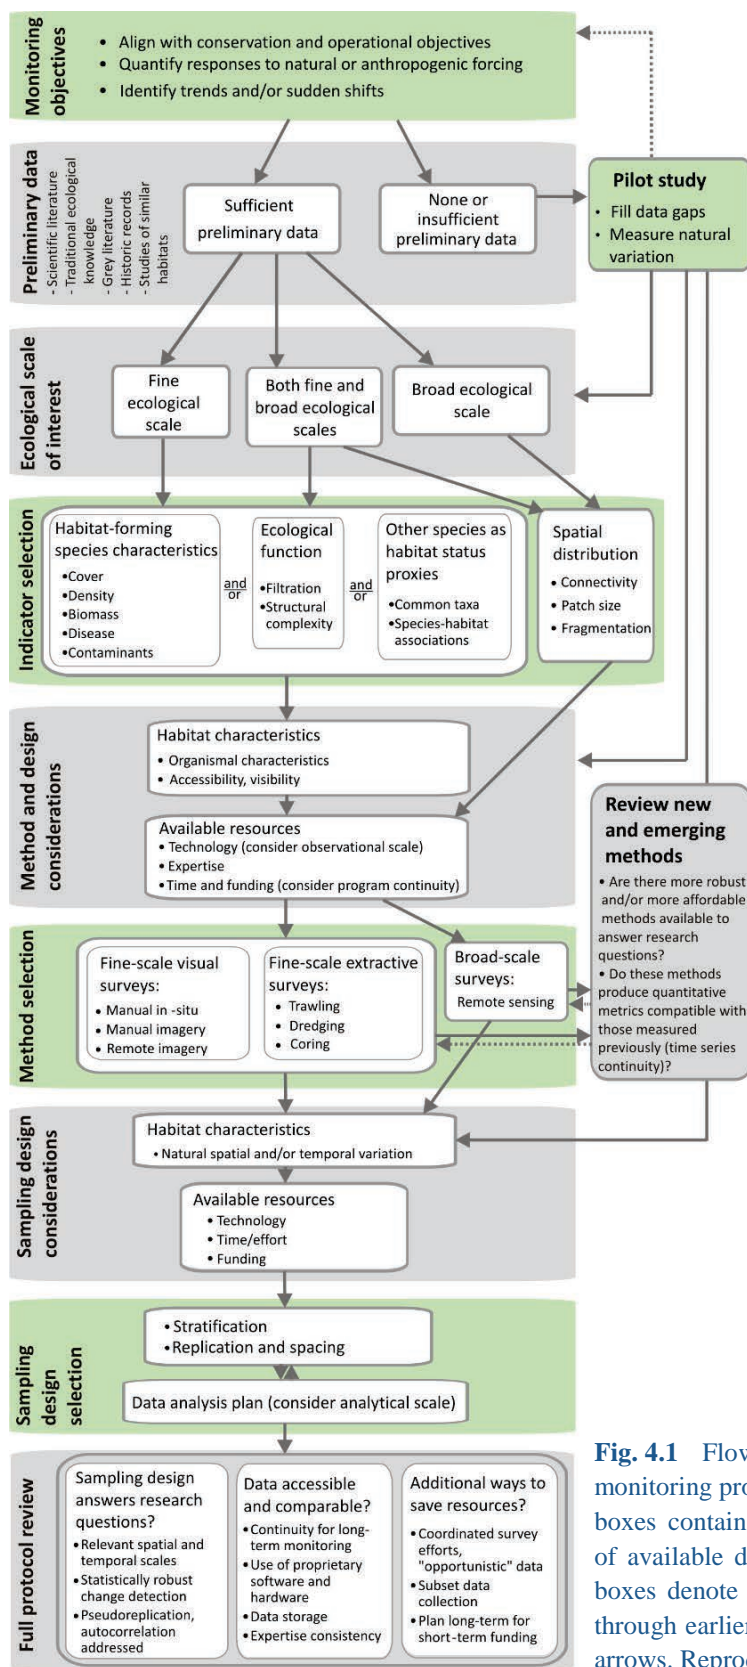 Monitoring
objectives
• Align with conservation and operational objectives
• Quantify responses to natural or anthropogenic forcing
• Identify trends and/or sudden shifts
Preliminary data
- Scientific literature
- Traditional ecological
knowledge
- Grey literature
- Historic records
- Studies of similar
habitats
Sufficient
preliminary data
None or
insufficient
preliminary data
Pilot study
• Fill data gaps
• Measure natural
variation
Ecological scale
of interest
Fine
ecological
scale
Both fine and
broad ecological
scales
Broad ecological
scale
Indicator selection
Habitat-forming
species characteristics
•Cover
•Density
•Biomass
•Disease
•Contaminants
and
or
Ecological
function
•Filtration
•Structural
complexity
and
or
Other species as
habitat status
proxies
•Common taxa
•Species-habitat
associations
Spatial
distribution
• Connectivity
• Patch size
• Fragmentation
Method and design
considerations
Habitat characteristics
• Organismal characteristics
• Accessibility, visibility
Available resources
• Technology (consider observational scale)
• Expertise
• Time and funding (consider program continuity)
Review new
and emerging
methods
• Are there more robust
and/or more affordable
methods available to
answer research
questions?
• Do these methods
produce quantitative
metrics compatible with
those measured
previously (time series
continuity)?
Method selection
Fine-scale visual
surveys:
• Manual in -situ
• Manual imagery
• Remote imagery
Fine-scale extractive
surveys:
• Trawling
• Dredging
• Coring
Broad-scale
surveys:
Remote sensing
Sampling design
considerations
Habitat characteristics
• Natural spatial and/or temporal variation
Available resources
• Technology
• Time/effort
• Funding
Sampling
design
selection
• Stratification
• Replication and spacing
Data analysis plan (consider analytical scale)
Full protocol review
Sampling design
answers research
questions?
• Relevant spatial and
temporal scales
• Statistically robust
change detection
• Pseudoreplication,
autocorrelation
addressed
Data accessible
and comparable?
• Continuity for long-
term monitoring
• Use of proprietary
software and
hardware
• Data storage
• Expertise consistency
Additional ways to
save resources?
• Coordinated survey
efforts,
"opportunistic" data
• Subset data
collection
• Plan long-term for
short-term funding
Fig. 4.1 Flow
monitoring pro
boxes contain
of available d
boxes denote
through earlier
arrows. Reproc